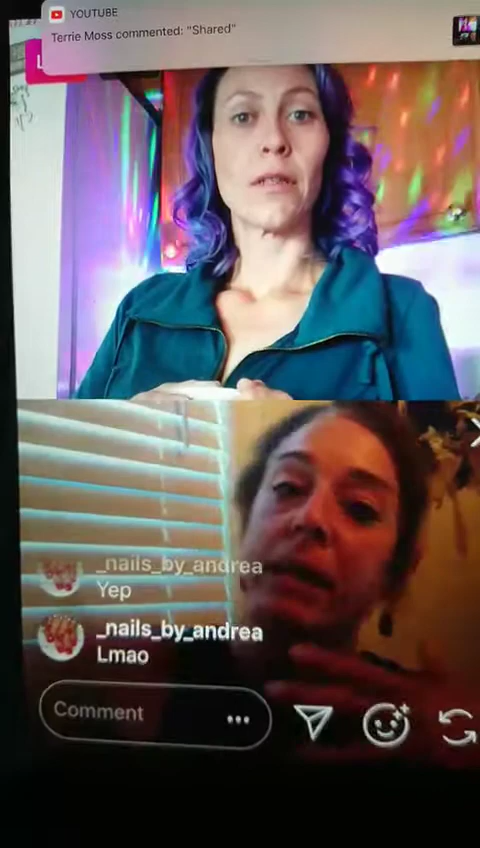 YOUTUBE
Terrie Moss commented: "Shared"
L
_nails_by_andrea
Yep
_nails_by_andrea
Lmao
Comment